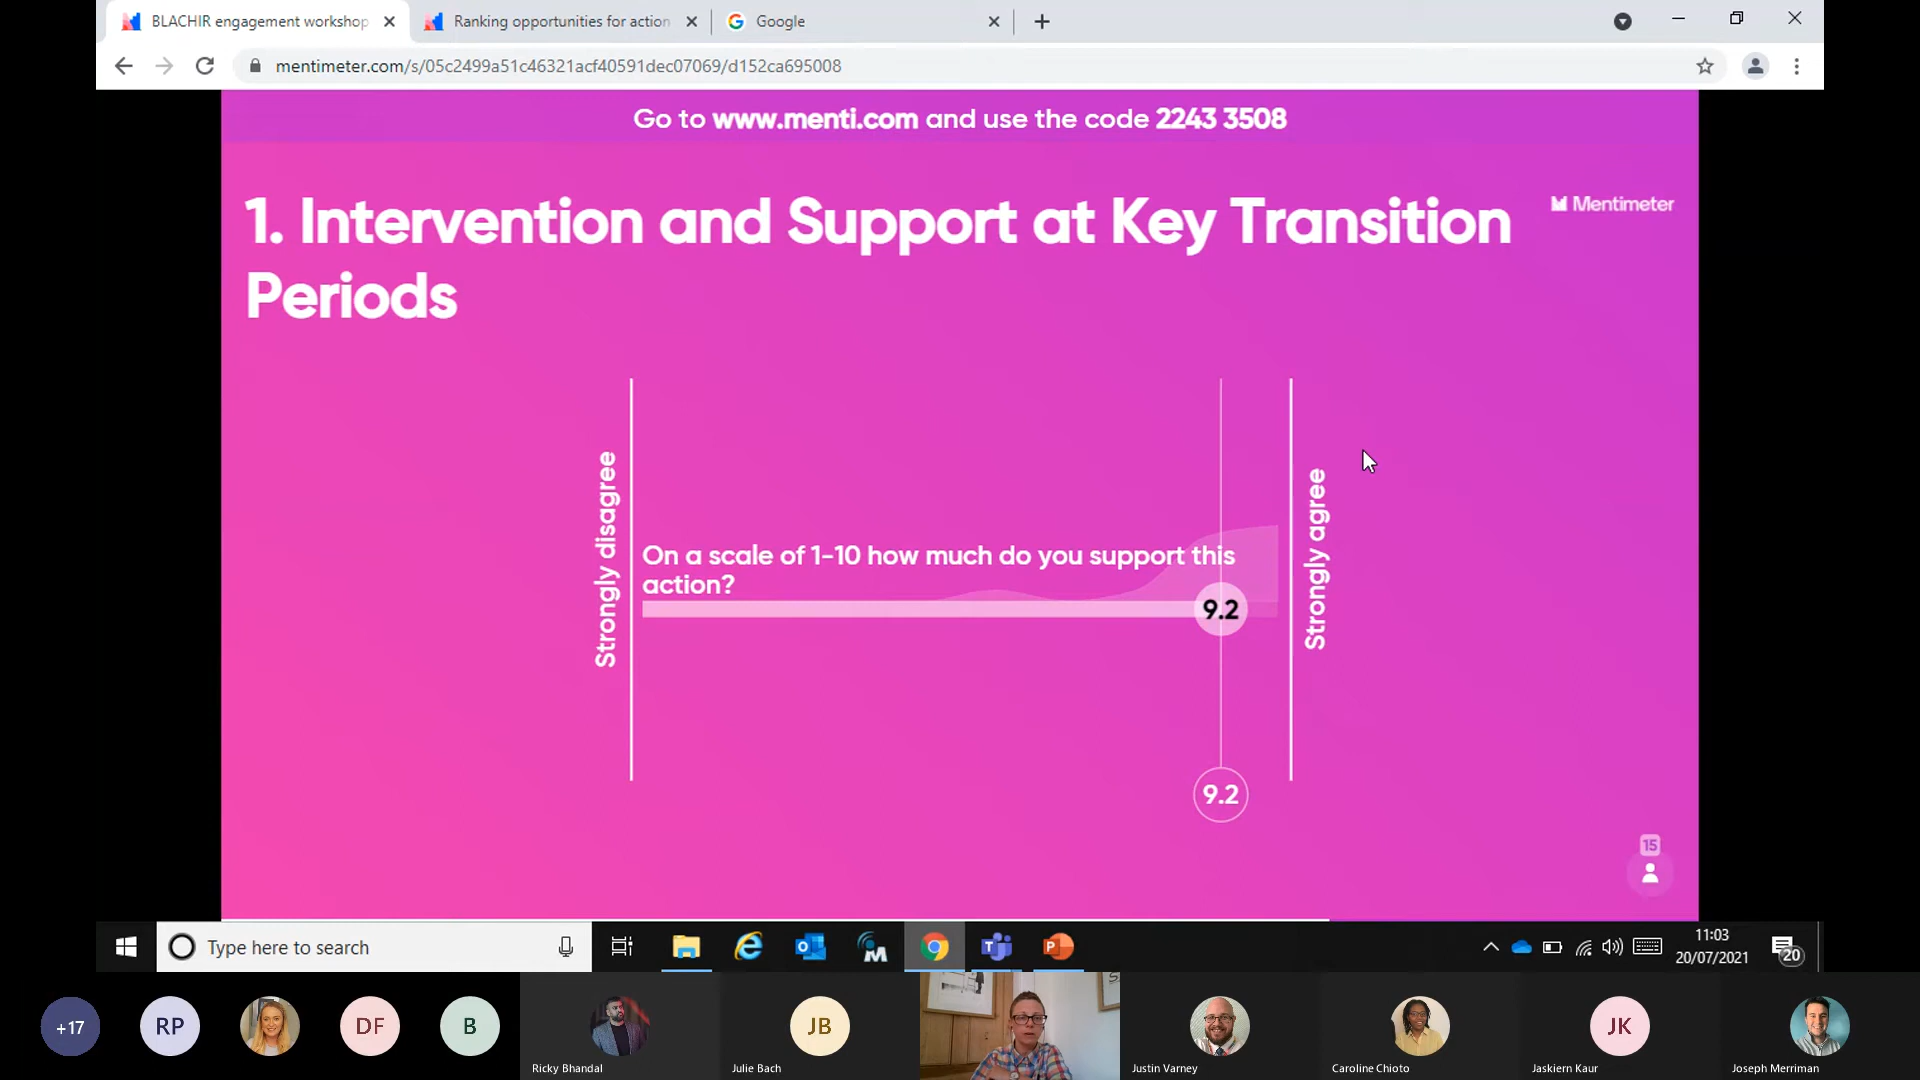 BLACHIR engagement workshop
Ranking opportunities for action
Google
mentimeter.com/s/05c2499a51c46321acf40591dec07069/d152ca695008
Go to www.menti.com and use the code 2243 3508
Mentimeter
1. Intervention and Support at Key Transition
Periods
Strongly disagree
On a scale of 1-10 how much do you support this
action?
9.2
Strongly agree
9.2
15
Type here to search
11:03
20/07/2021
20
+17
RP
DF
B
JB
JK
Ricky Bhandal
Julie Bach
Justin Varney
Caroline Chioto
Jaskiern Kaur
Joseph Merriman